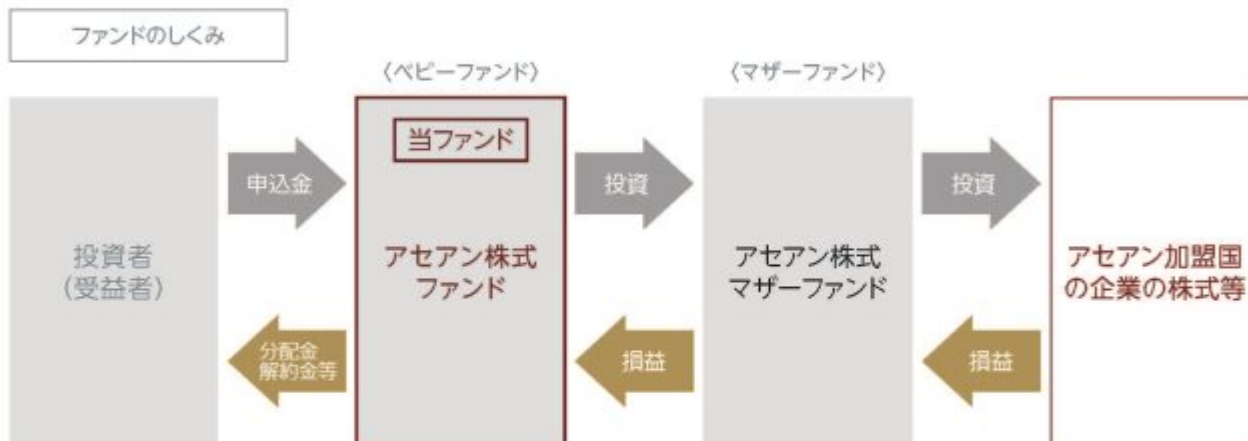 ファンドのしくみ
〈ベビーファンド〉
〈マザーファンド〉
投資者
(受益者)
申込金
分配金
解約金等
当ファンド
アセアン株式
ファンド
投資
損益
アセアン株式
マザーファンド
投資
損益
アセアン加盟国
の企業の株式等